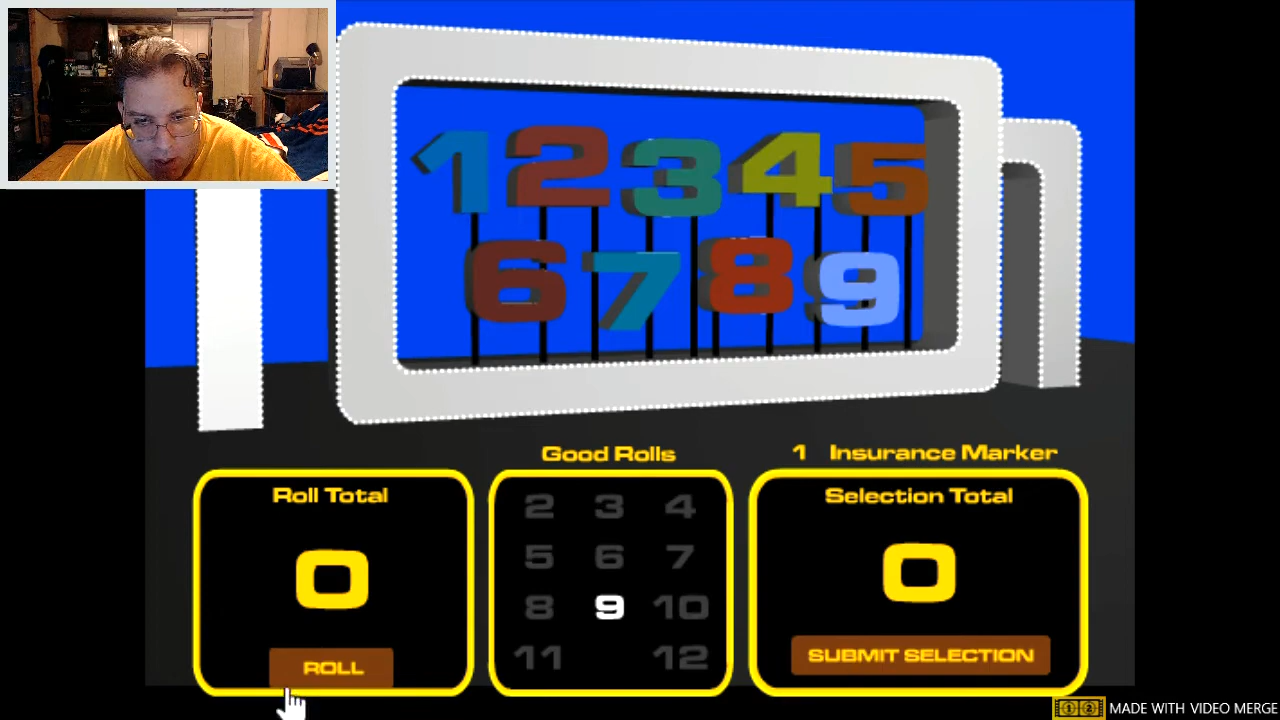 1 2 3 4 5
6 7 8 9
Good Rolls
1 Insurance Marker
Roll Total
0
ROLL
2 3 4
5 6 7
8 9 10
11 12
Selection Total
0
SUBMIT SELECTION
1 2 MADE WITH VIDEO MERGE